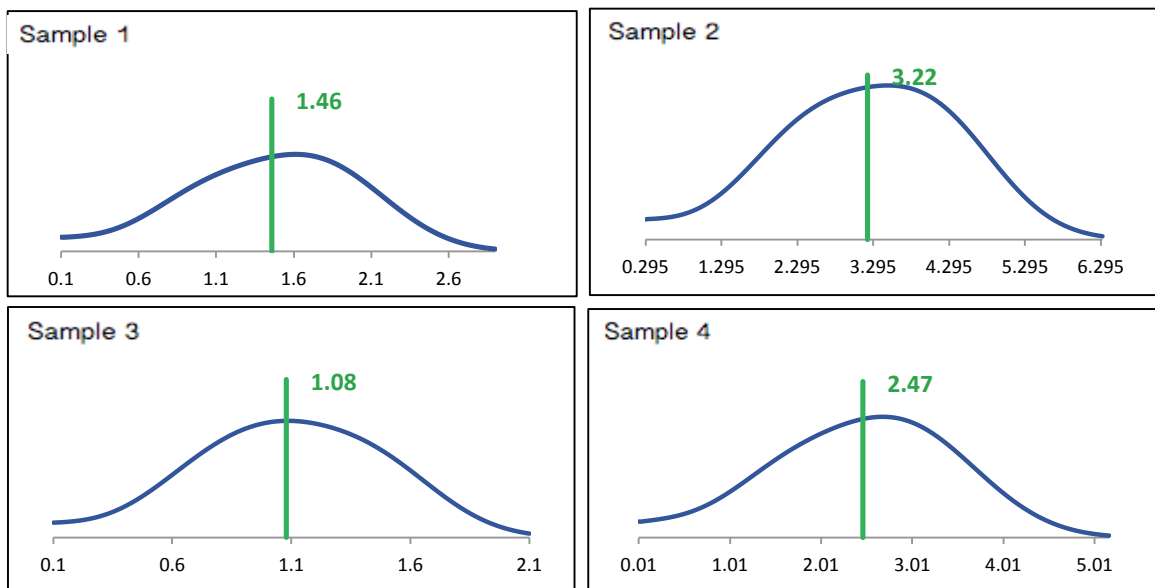 Sample 1
1.46
0.1 0.6 1.1 1.6 2.1 2.6
Sample 2
3.22
0.295 1.295 2.295 3.295 4.295 5.295 6.295
Sample 3
1.08
0.1 0.6 1.1 1.6 2.1
Sample 4
2.47
0.01 1.01 2.01 3.01 4.01 5.01